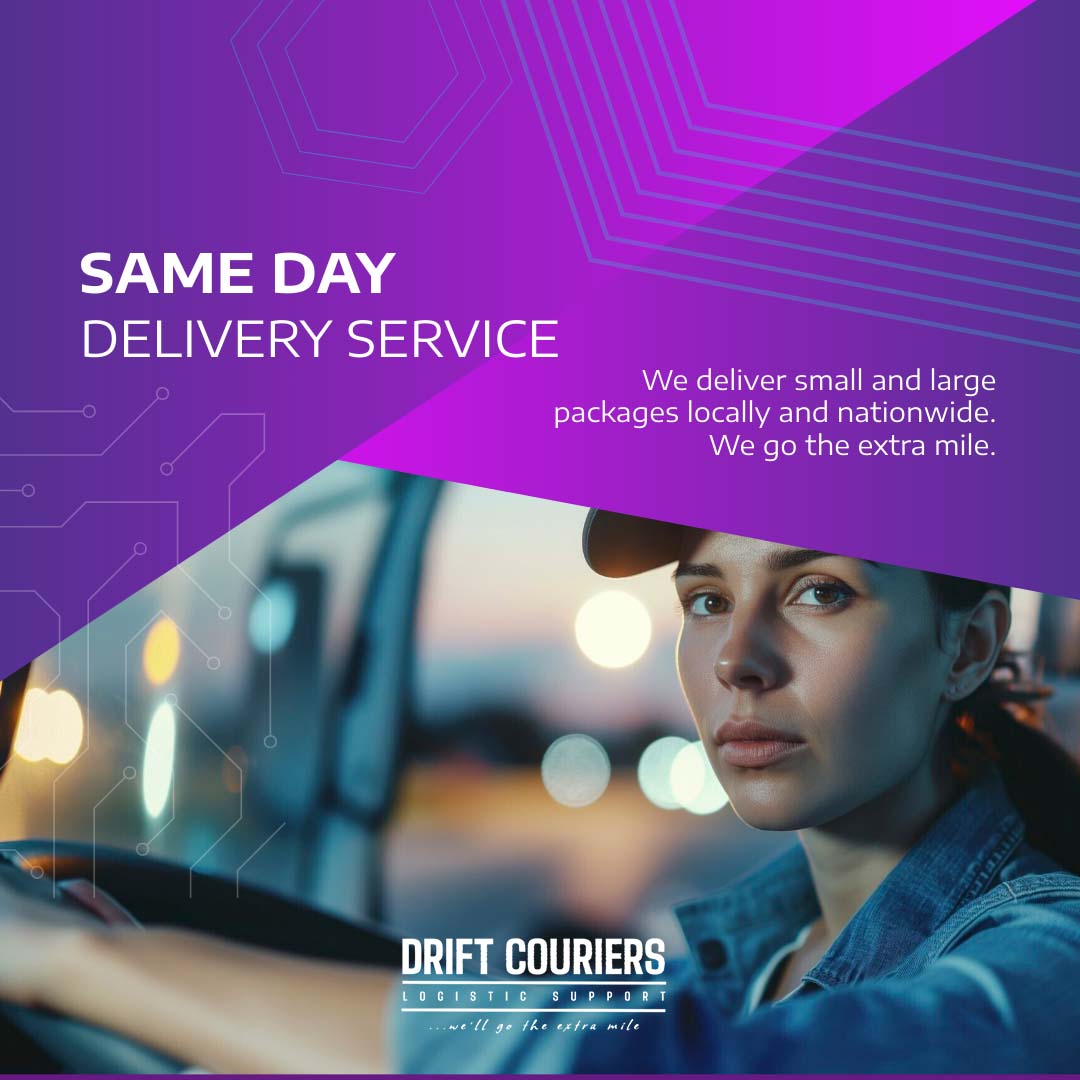 SAME DAY
DELIVERY SERVICE
We deliver small and large
packages locally and nationwide.
We go the extra mile.
DRIFT COURIERS
LOGISTIC SUPPORT
...we'll go the extra mile